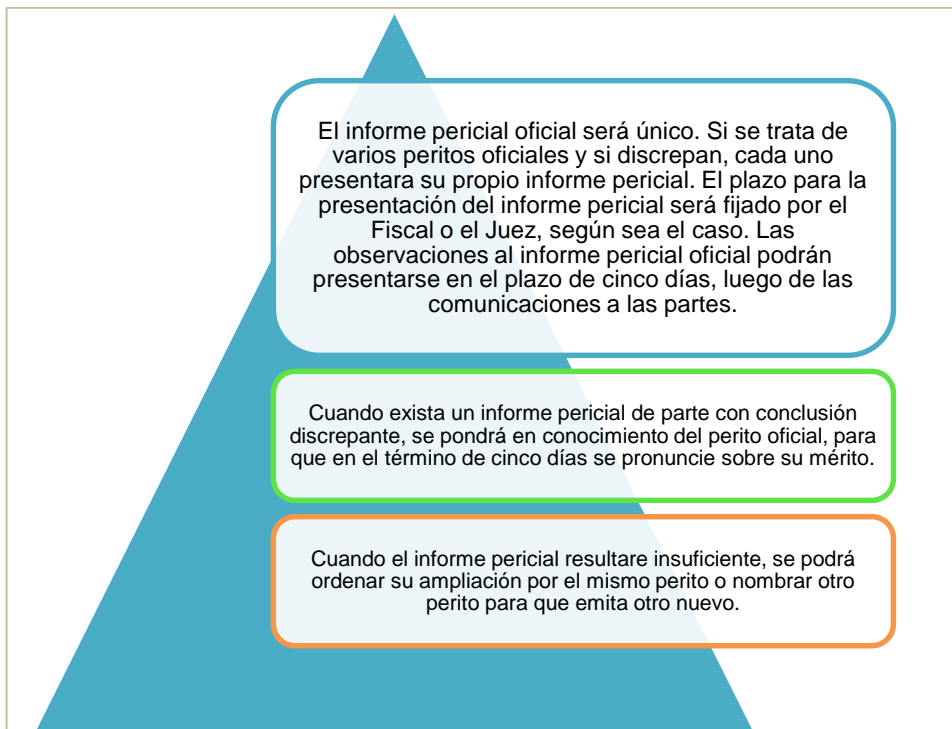 El informe pericial oficial será único. Si se trata de
varios peritos oficiales y si discrepan, cada uno
presentara su propio informe pericial. El plazo para la
presentación del informe pericial será fijado por el
Fiscal o el Juez, según sea el caso. Las
observaciones al informe pericial oficial podrán
presentarse en el plazo de cinco días, luego de las
comunicaciones a las partes.
Cuando exista un informe pericial de parte con conclusión
discrepante, se pondrá en conocimiento del perito oficial, para
que en el término de cinco días se pronuncie sobre su mérito.
Cuando el informe pericial resultare insuficiente, se podrá
ordenar su ampliación por el mismo perito o nombrar otro
perito para que emita otro nuevo.